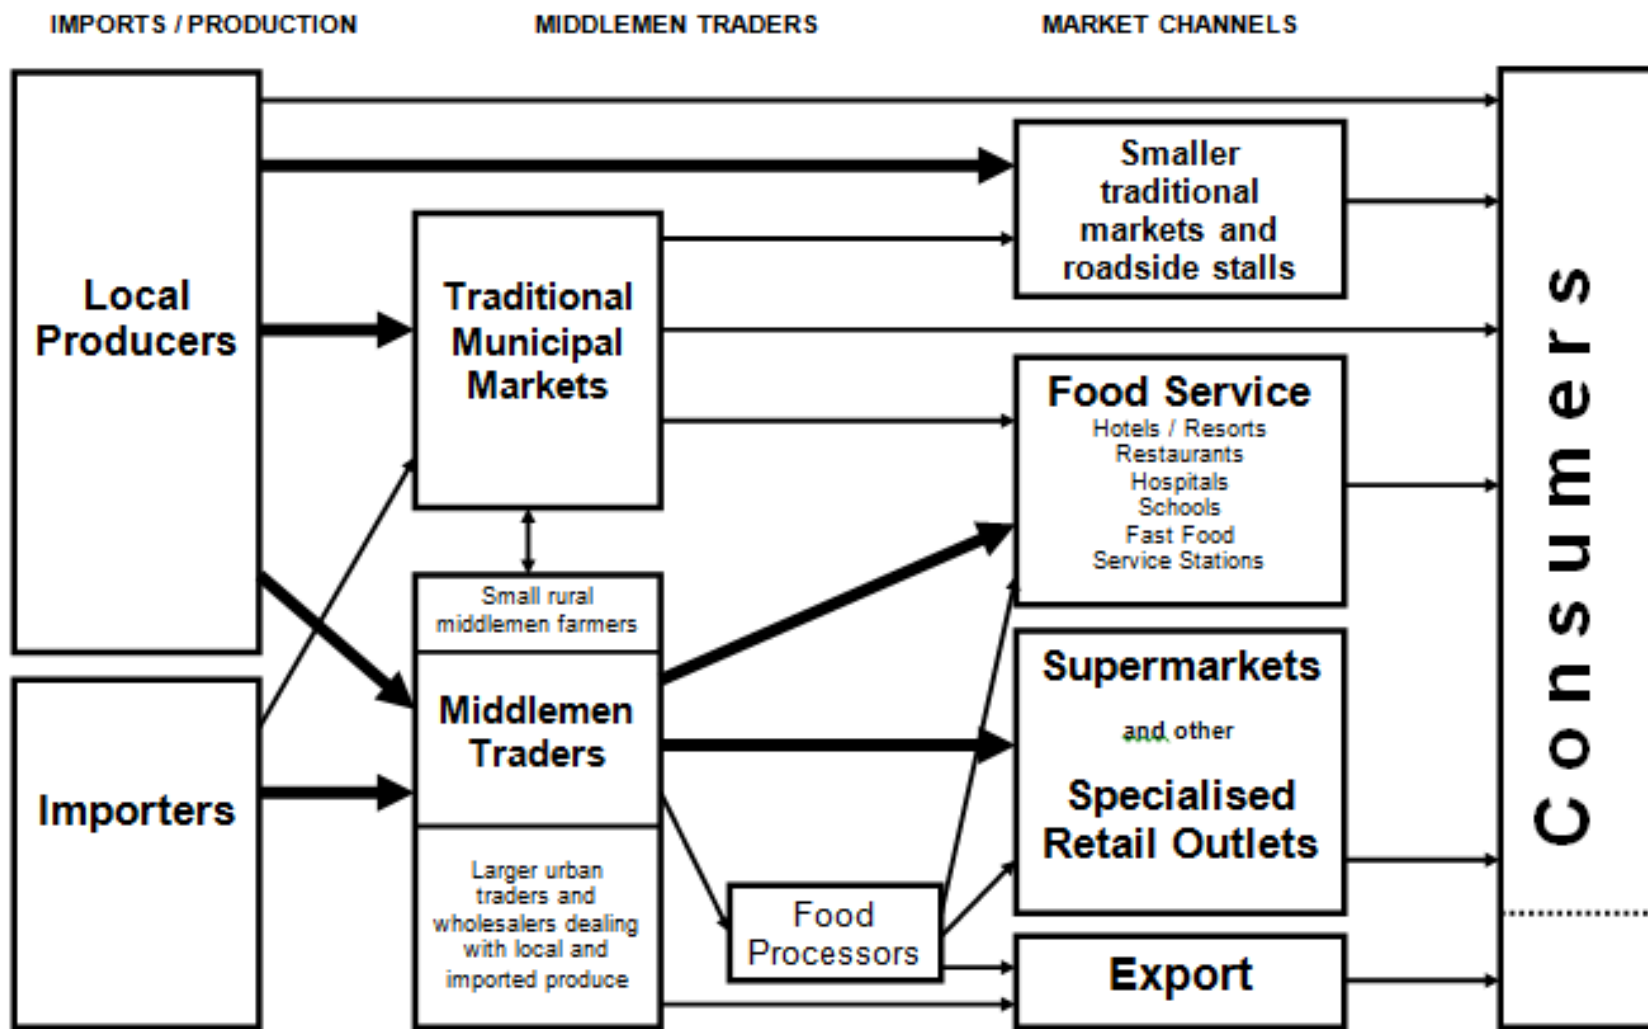 IMPORTS / PRODUCTION
MIDDLEMEN TRADERS
MARKET CHANNELS
Local
Producers
Importers
Traditional
Municipal
Markets
Small rural
middlemen farmers
Middlemen
Traders
Larger urban
traders and
wholesalers dealing
with local and
imported produce
Food
Processors
Smaller
traditional
markets and
roadside stalls
Food Service
Hotels / Resorts
Restaurants
Hospitals
Schools
Fast Food
Service Stations
Supermarkets
and other
Specialised
Retail Outlets
Export
Consumers